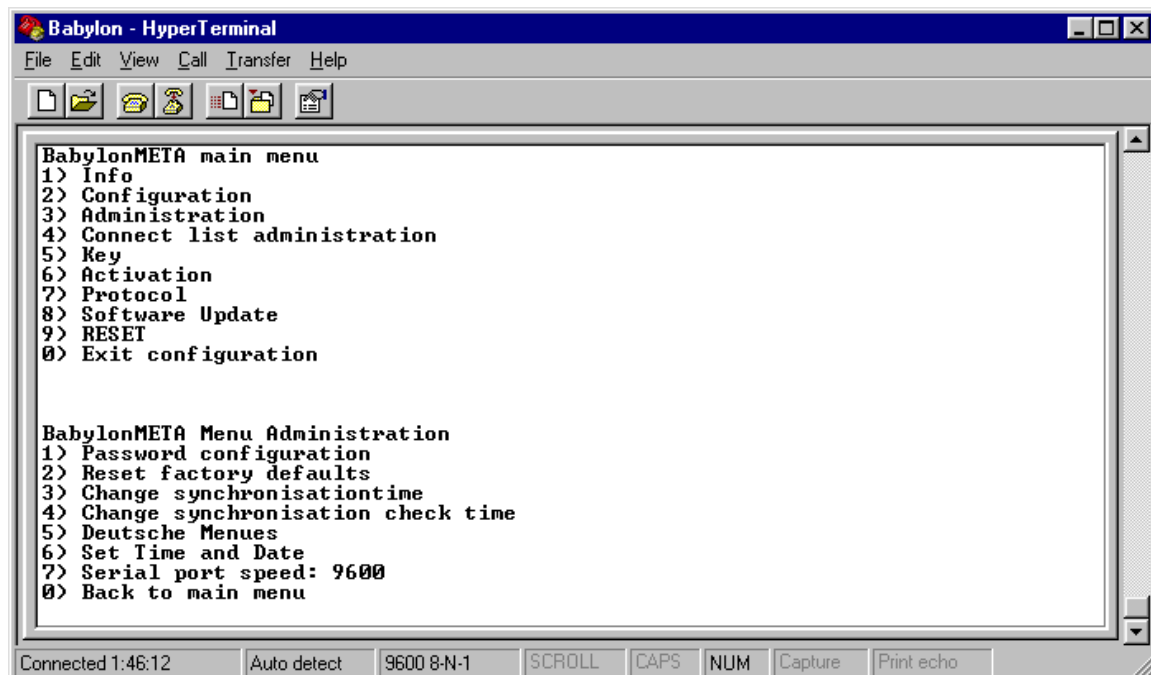 Babylon - HyperTerminal
File Edit View Call Transfer Help
BabylonMETA main menu
1) Info
2) Configuration
3) Administration
4) Connect list administration
5) Key
6) Activation
7) Protocol
8) Software Update
9) RESET
0) Exit configuration
BabylonMETA Menu Administration
1) Password configuration
2) Reset factory defaults
3) Change synchronisationtime
4) Change synchronisation check time
5) Deutsche Menues
6) Set Time and Date
7) Serial port speed: 9600
0) Back to main menu
Connected 1:46:12 Auto detect 9600 8-N-1 SCROLL CAPS NUM Capture Print echo